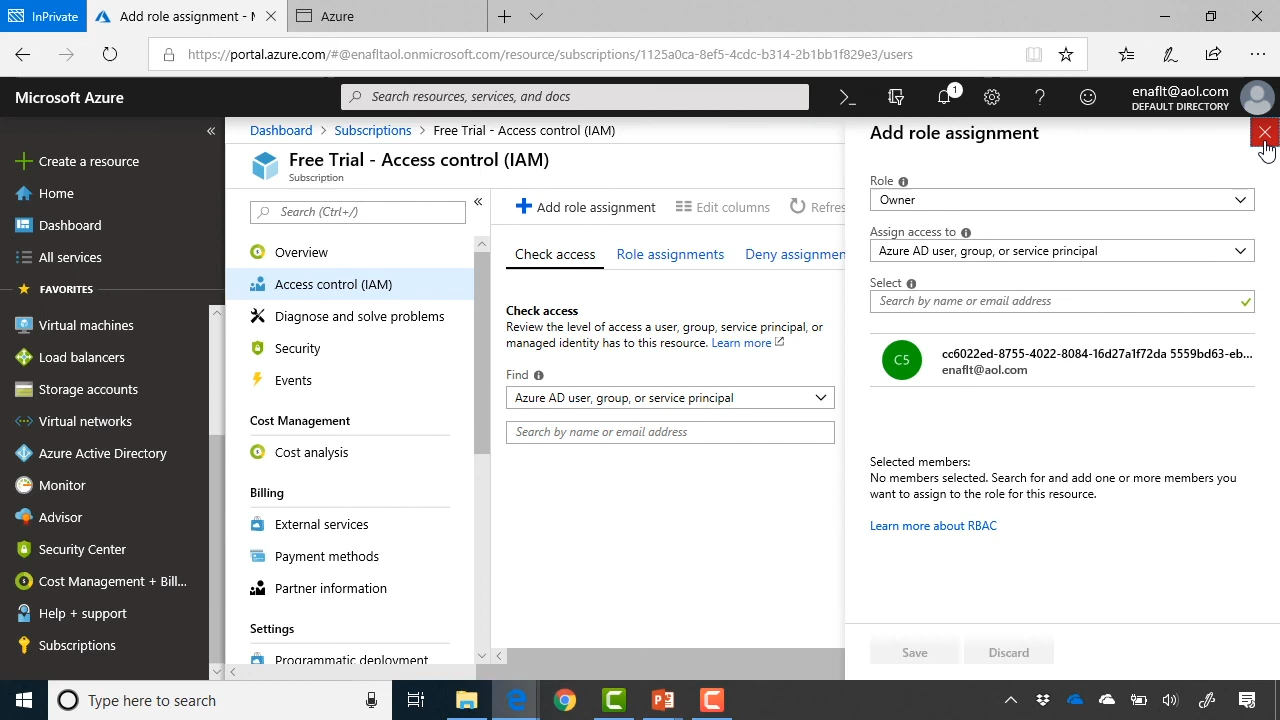 InPrivate
Add role assignment - M
Azure
https://portal.azure.com/#@enafltaol.onmicrosoft.com/resource/subscriptions/1125a0ca-8ef5-4cdc-b314-2b1bb1f829e3/users
Microsoft Azure
Search resources, services, and docs
1
enaflt@aol.com
DEFAULT DIRECTORY
Create a resource
Home
Dashboard
All services
FAVORITES
Virtual machines
Load balancers
Storage accounts
Virtual networks
Azure Active Directory
Monitor
Advisor
Security Center
Cost Management + Bill...
Help + support
Subscriptions
Dashboard > Subscriptions > Free Trial - Access control (IAM)
Free Trial - Access control (IAM)
Subscription
Search (Ctrl+/)
Overview
Access control (IAM)
Diagnose and solve problems
Security
Events
Cost Management
Cost analysis
Billing
External services
Payment methods
Partner information
Settings
Programmatic deployment
Add role assignment
Edit columns
Refres
Check access
Role assignments
Deny assignmen
Check access
Review the level of access a user, group, service principal, or
managed identity has to this resource. Learn more
Find
Azure AD user, group, or service principal
Search by name or email address
Add role assignment
Role
Owner
Assign access to
Azure AD user, group, or service principal
Select
Search by name or email address
C5
cc6022ed-8755-4022-8084-16d27a1f72da 5559bd63-eb...
enaflt@aol.com
Selected members:
No members selected. Search for and add one or more members you
want to assign to the role for this resource.
Learn more about RBAC
Save
Discard
Type here to search